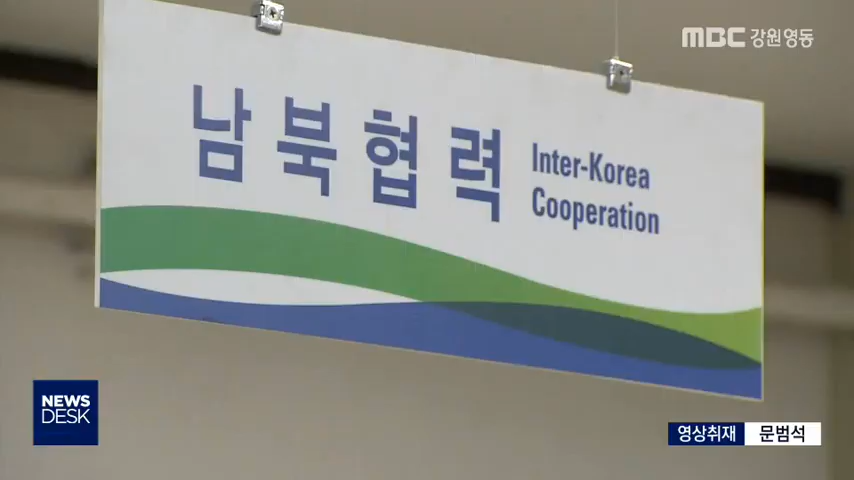 MBC 강원영동
남북협력
Inter-Korea
Cooperation
NEWS
DESK
영상취재 문범석